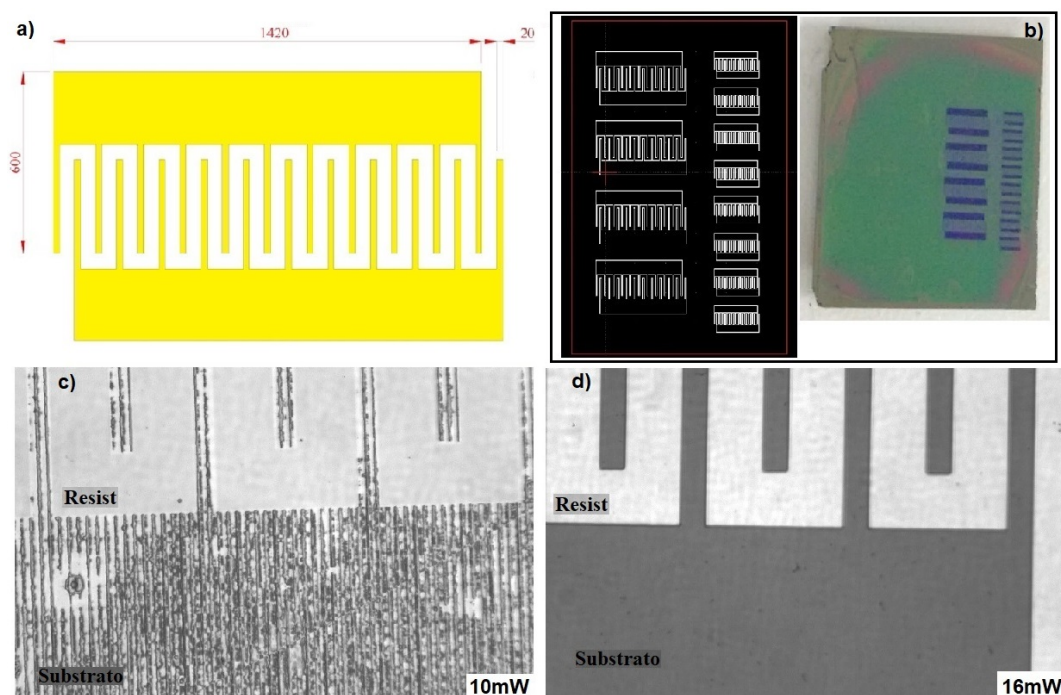 a)
1420
20
600
b)
c)
Resist
Substrato
10mW
d)
Resist
Substrato
16mW